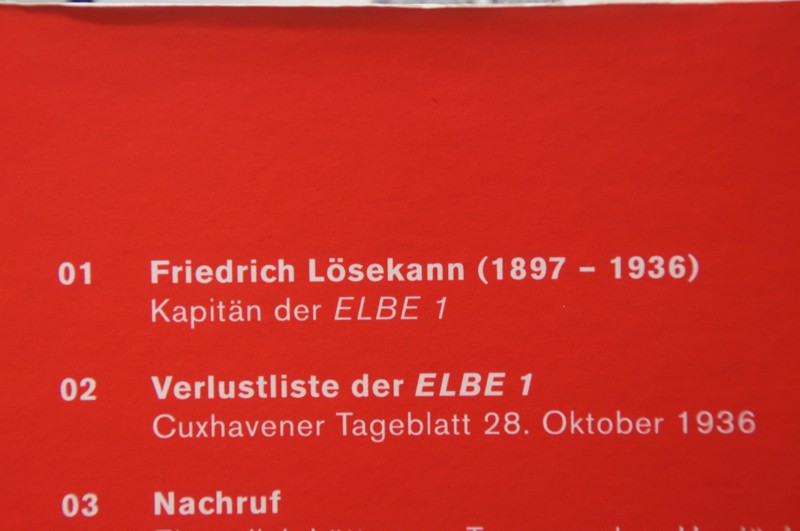 01 Friedrich Lösekann (1897 – 1936)
Kapitän der ELBE 1
02 Verlustliste der ELBE 1
Cuxhavener Tageblatt 28. Oktober 1936
03 Nachruf